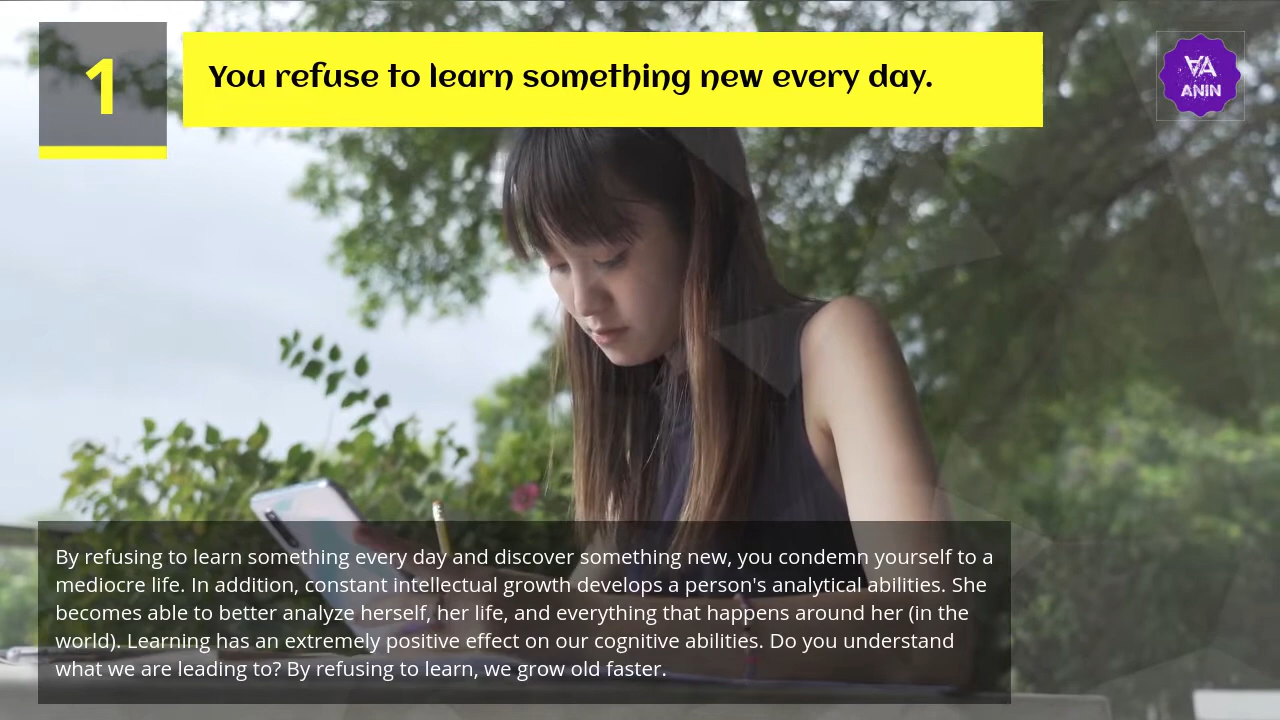 1
You refuse to learn something new every day.
ANIN
By refusing to learn something every day and discover something new, you condemn yourself to a
mediocre life. In addition, constant intellectual growth develops a person's analytical abilities. She
becomes able to better analyze herself, her life, and everything that happens around her (in the
world). Learning has an extremely positive effect on our cognitive abilities. Do you understand
what we are leading to? By refusing to learn, we grow old faster.